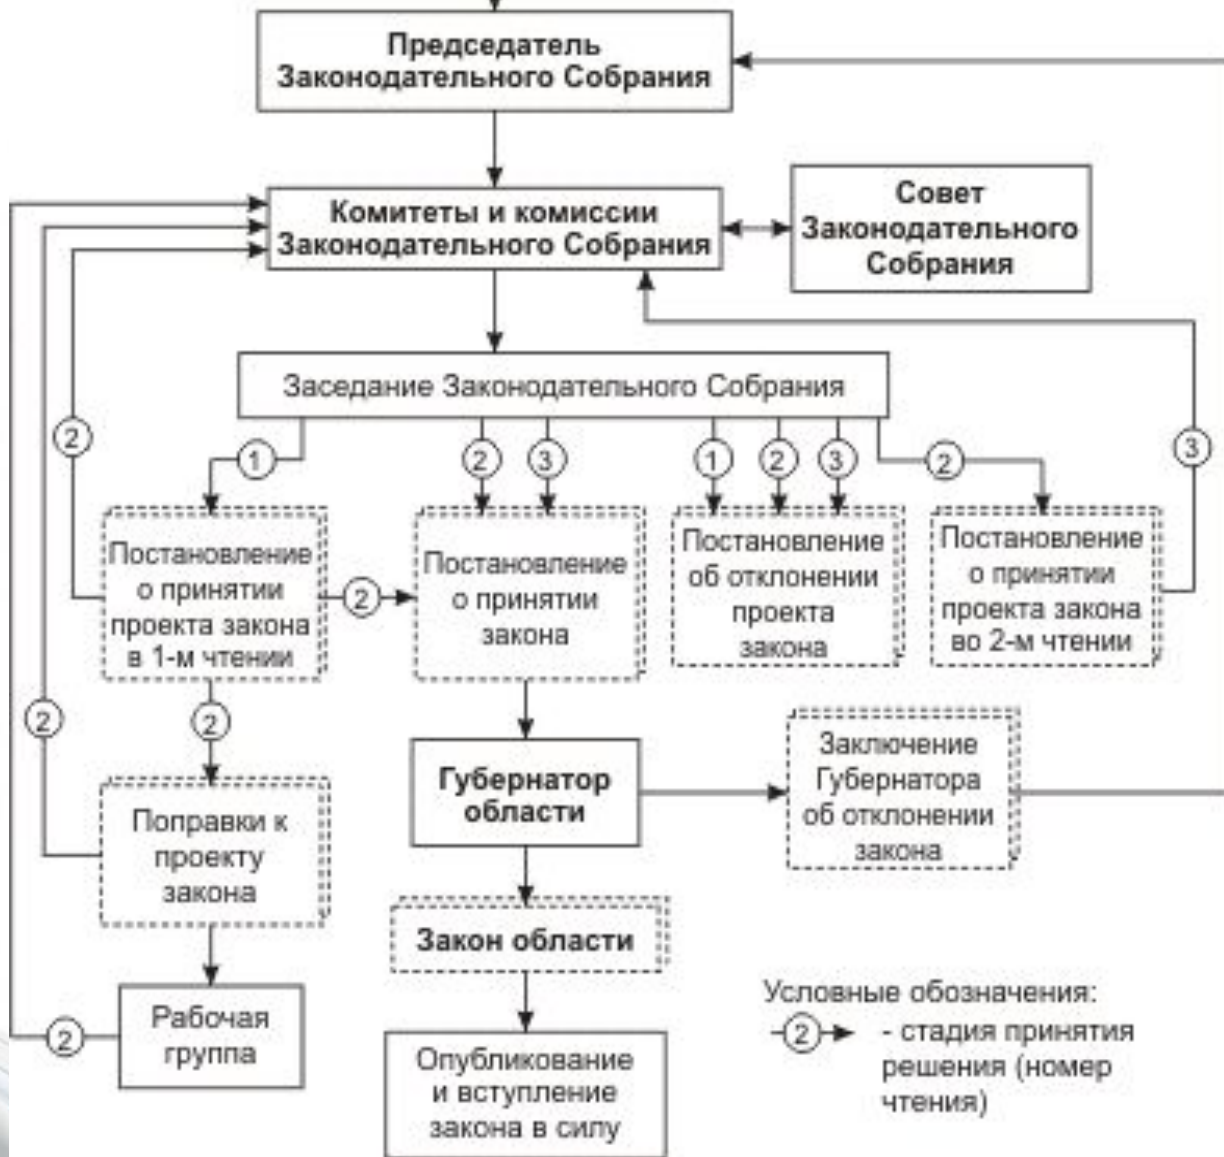 Председатель
Законодательного Собрания
Комитеты и комиссии
Законодательного Собрания
Совет
Законодательного
Собрания
Заседание Законодательного Собрания
2
1
2
3
1
2
3
2
3
Постановление
о принятии
проекта закона
в 1-м чтении
2
Постановление
о принятии
закона
Постановление
об отклонении
проекта
закона
Постановление
о принятии
проекта закона
во 2-м чтении
2
2
Поправки к
проекту
закона
Губернатор
области
Заключение
Губернатора
об отклонении
закона
Закон области
2
Рабочая
группа
Опубликование
и вступление
закона в силу
Условные обозначения:
2 - стадия принятия
решения (номер
чтения)